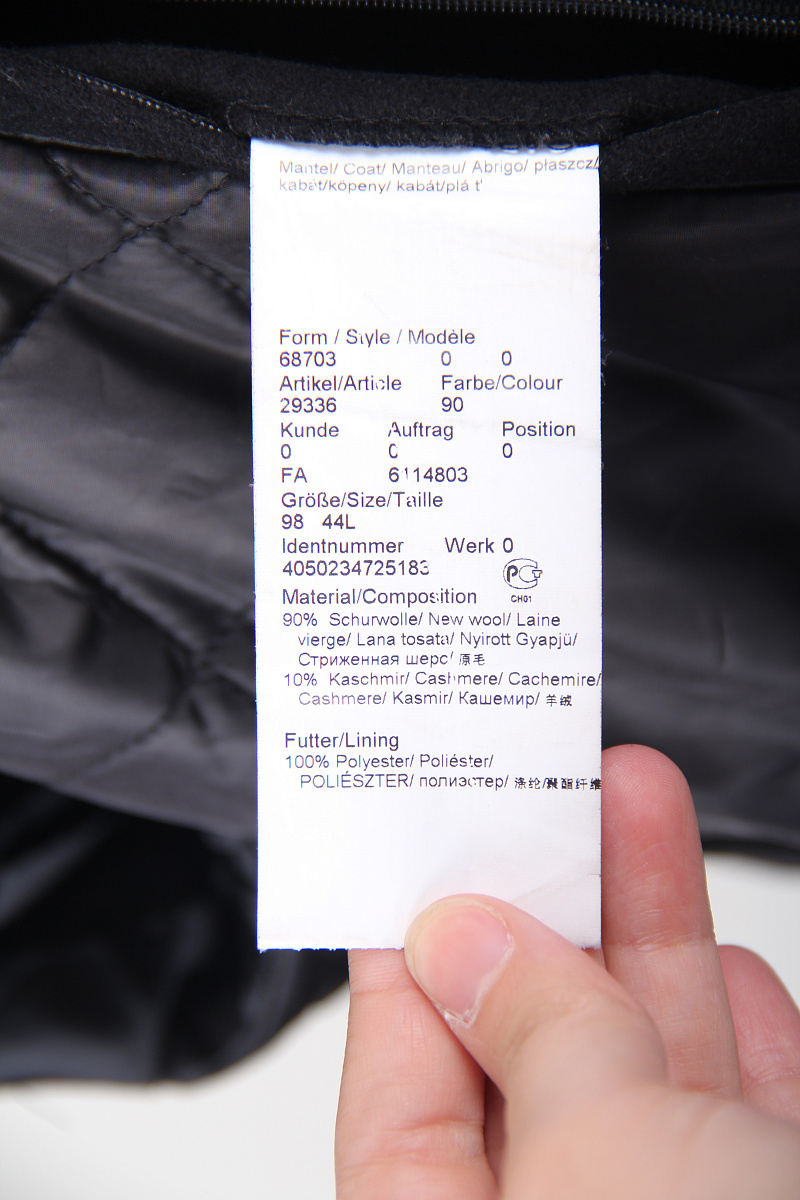 Mantel/ Coat/ Manteau/ Abrigo/ płaszcz/
kabát/köpeny/ kabát/plá t'
Form / Style / Modèle
68703 0 0
Artikel/Article Farbe/Colour
29336 90
Kunde Auftrag Position
0 0 0
FA 6114803
Größe/Size/Taille
98 44L
Identnummer Werk 0
4050234725183
РСТ
CH01
Material/Composition
90% Schurwolle/ New wool/ Laine
vierge/ Lana tosata/ Nyirott Gyapjü/
Стриженная шерс/ 原毛
10% Kaschmir/ Cashmere/ Cachemire/
Cashmere/ Kasmir/ Кашемир/ 羊绒
Futter/Lining
100% Polyester/ Poliéster/
POLIÉSZTER/ полиэстер/ 涤纶/聚酯纤维